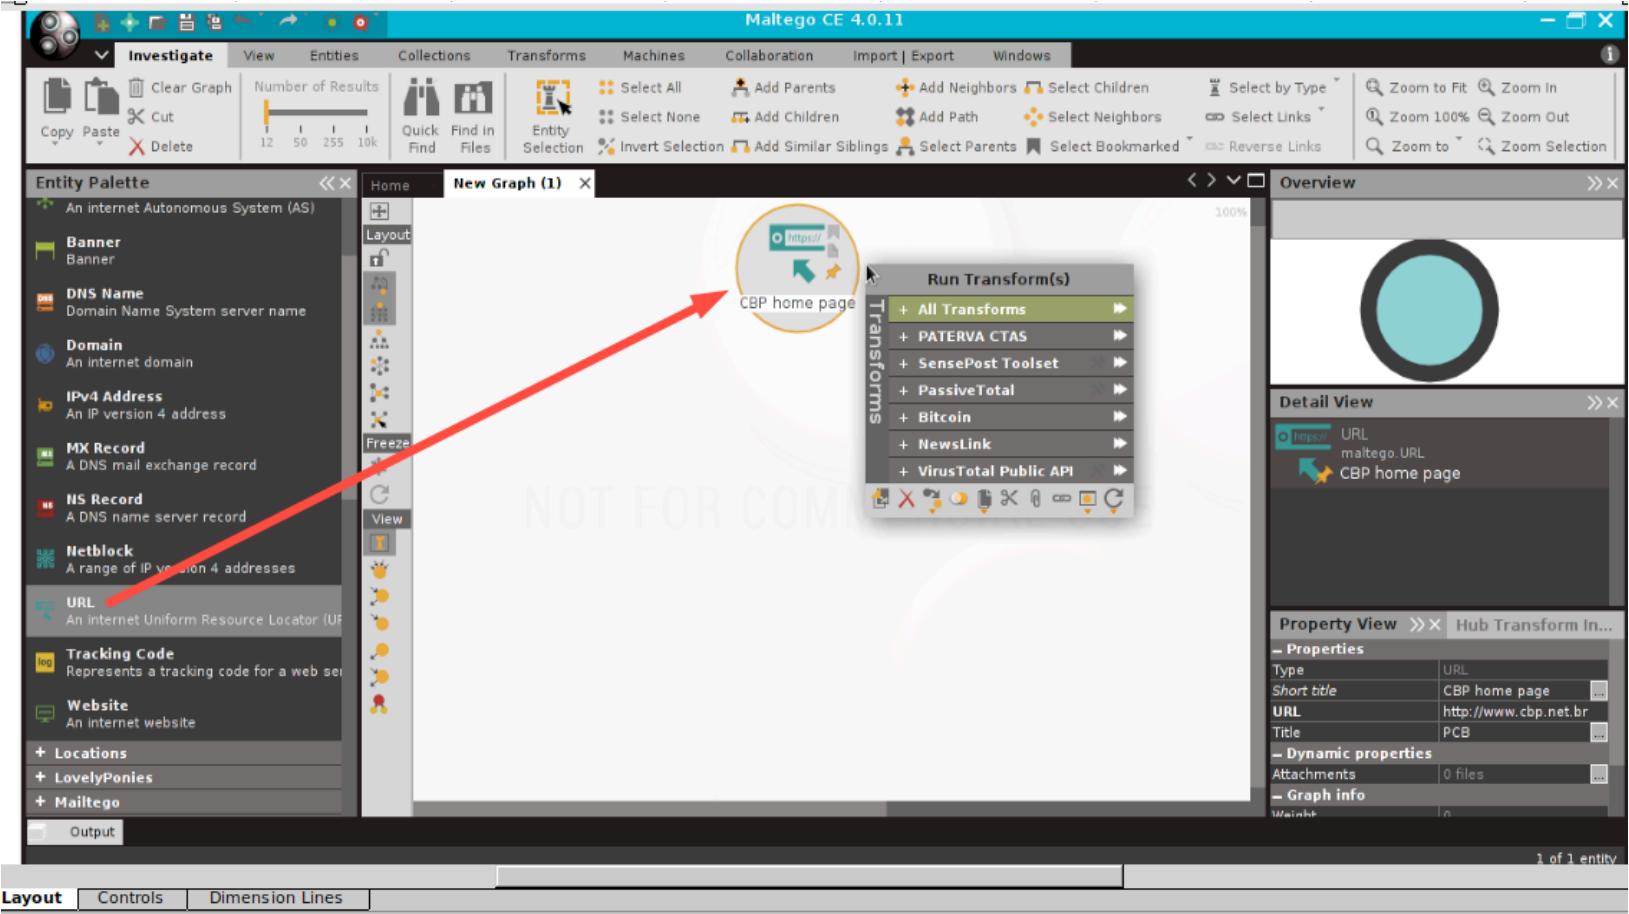 Maltego CE 4.0.11
Investigate View Entities Collections Transforms Machines Collaboration Import | Export Windows
Copy Paste Clear Graph Cut Delete
Number of Results 12 50 255 10k
Quick Find Find in Files
Entity Selection
Select All Select None Invert Selection
Add Parents Add Children Add Similar Siblings
Add Neighbors Add Path Select Parents
Select Children Select Neighbors Select Bookmarked
Select by Type Select Links Reverse Links
Zoom to Fit Zoom 100% Zoom to
Zoom In Zoom Out Zoom Selection
Entity Palette
An internet Autonomous System (AS)
Banner
Banner
DNS
DNS Name
Domain Name System server name
Domain
An internet domain
IPv4 Address
An IP version 4 address
MX Record
A DNS mail exchange record
NS
NS Record
A DNS name server record
Netblock
A range of IP version 4 addresses
URL
An internet Uniform Resource Locator (UR
log
Tracking Code
Represents a tracking code for a web ser
Website
An internet website
+ Locations
+ LovelyPonies
+ Mailtego
Output
Home New Graph (1)
Layout
Freeze
View
100%
https://
CBP home page
Run Transform(s)
Transforms
+ All Transforms
+ PATERVA CTAS
+ SensePost Toolset
+ PassiveTotal
+ Bitcoin
+ NewsLink
+ VirusTotal Public API
NOT FOR COM
Overview
Detail View
https://
URL
maltego.URL
CBP home page
Property View Hub Transform In...
Properties
Type URL
Short title CBP home page ...
URL http://www.cbp.net.br
Title PCB ...
Dynamic properties
Attachments 0 files ...
Graph info
Weight 0
1 of 1 entity
Layout Controls Dimension Lines